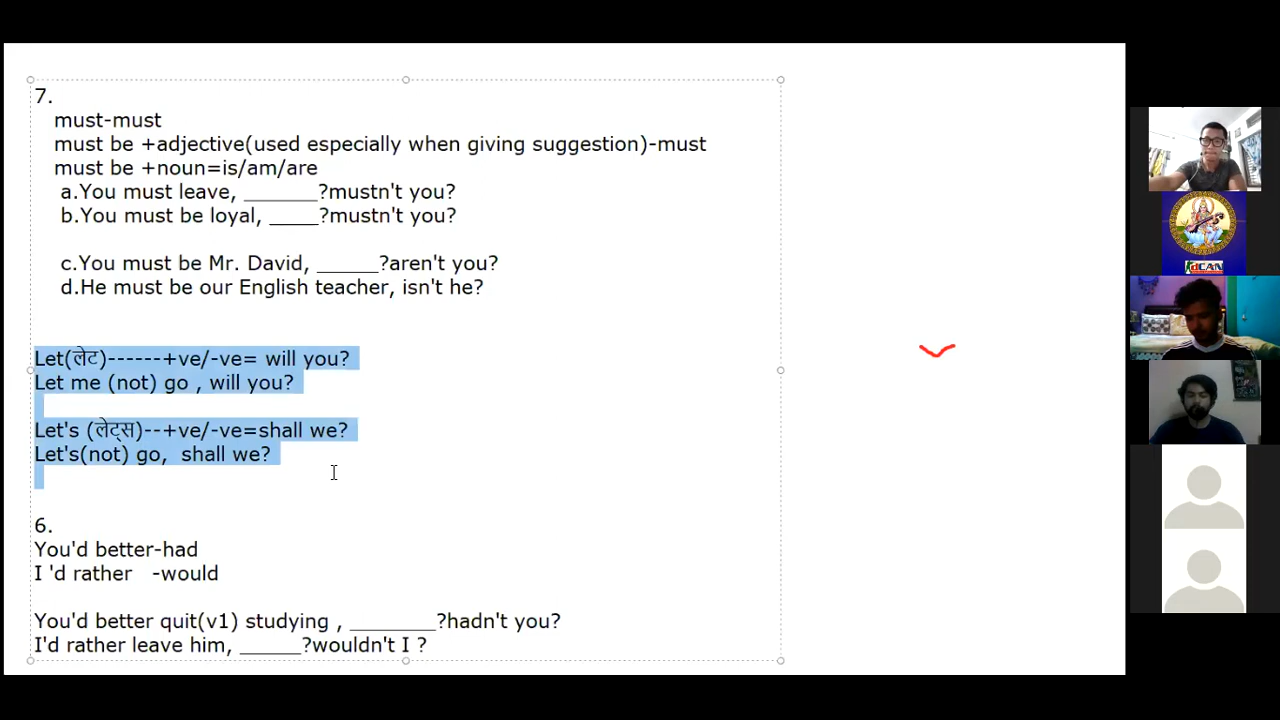 7.
must-must
must be +adjective(used especially when giving suggestion)-must
must be +noun=is/am/are
a.You must leave, _______?mustn't you?
b.You must be loyal, _____?mustn't you?
c.You must be Mr. David, ______?aren't you?
d.He must be our English teacher, isn't he?
Let(लेट)------+ve/-ve= will you?
Let me (not) go , will you?
Let's (लेट्स)--+ve/-ve=shall we?
Let's(not) go,  shall we?
6.
You'd better-had
I 'd rather   -would
You'd better quit(v1) studying , ________?hadn't you?
I'd rather leave him, ______?wouldn't I ?